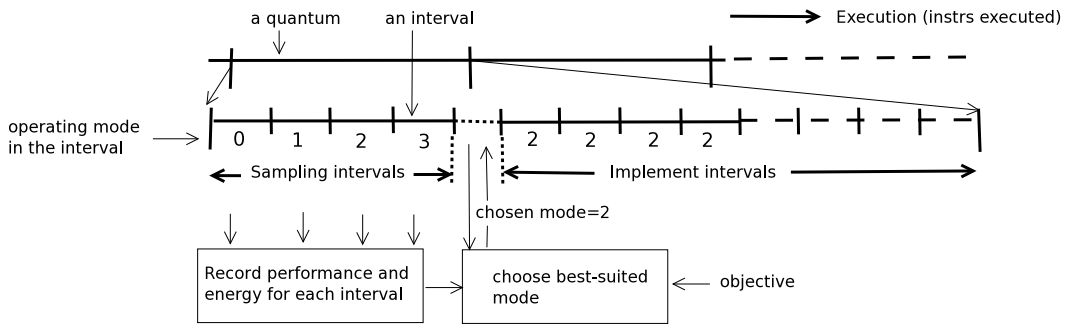 a quantum
an interval
Execution (instrs executed)
operating mode
in the interval
0 1 2 3 2 2 2 2
Sampling intervals
Implement intervals
chosen mode=2
Record performance and
energy for each interval
choose best-suited
mode
objective